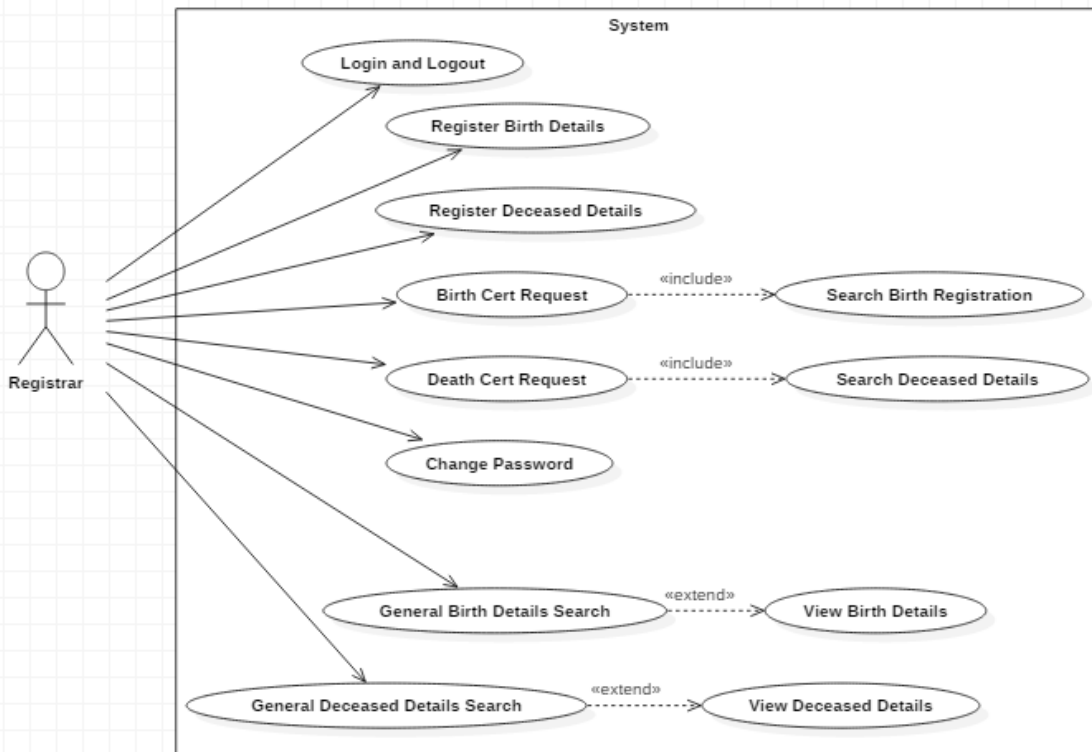 System
Login and Logout
Register Birth Details
Register Deceased Details
Birth Cert Request
«include»
Search Birth Registration
Death Cert Request
«include»
Search Deceased Details
Registrar
Change Password
General Birth Details Search
«extend»
View Birth Details
General Deceased Details Search
«extend»
View Deceased Details